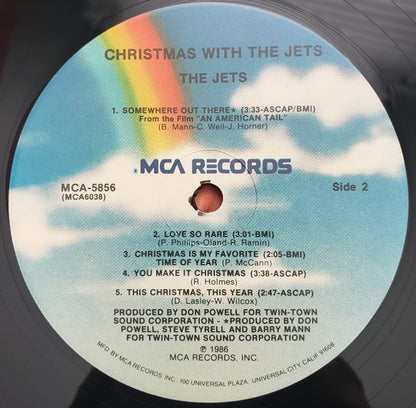 CHRISTMAS WITH THE JETS
THE JETS
1. SOMEWHERE OUT THERE★ (3:33-ASCAP/BMI)
From the Film "AN AMERICAN TAIL"
(B. Mann-C. Weil-J. Horner)
MCA RECORDS
MCA-5856
(MCA6038)
Side 2
2. LOVE SO RARE (3:01-BMI)
(P. Phillips-Oland-R. Ramin)
3. CHRISTMAS IS MY FAVORITE (2:05-BMI)
TIME OF YEAR (P. McCann)
4. YOU MAKE IT CHRISTMAS (3:38-ASCAP)
(R. Holmes)
5. THIS CHRISTMAS, THIS YEAR (2:47-ASCAP)
(D. Lasley-W. Wilcox)
PRODUCED BY DON POWELL FOR TWIN-TOWN
SOUND CORPORATION - ★PRODUCED BY DON
POWELL, STEVE TYRELL AND BARRY MANN
FOR TWIN-TOWN SOUND CORPORATION
℗ 1986
MCA RECORDS, INC.
MFD BY MCA RECORDS, INC. 100 UNIVERSAL PLAZA, UNIVERSAL CITY, CALIF. 91608